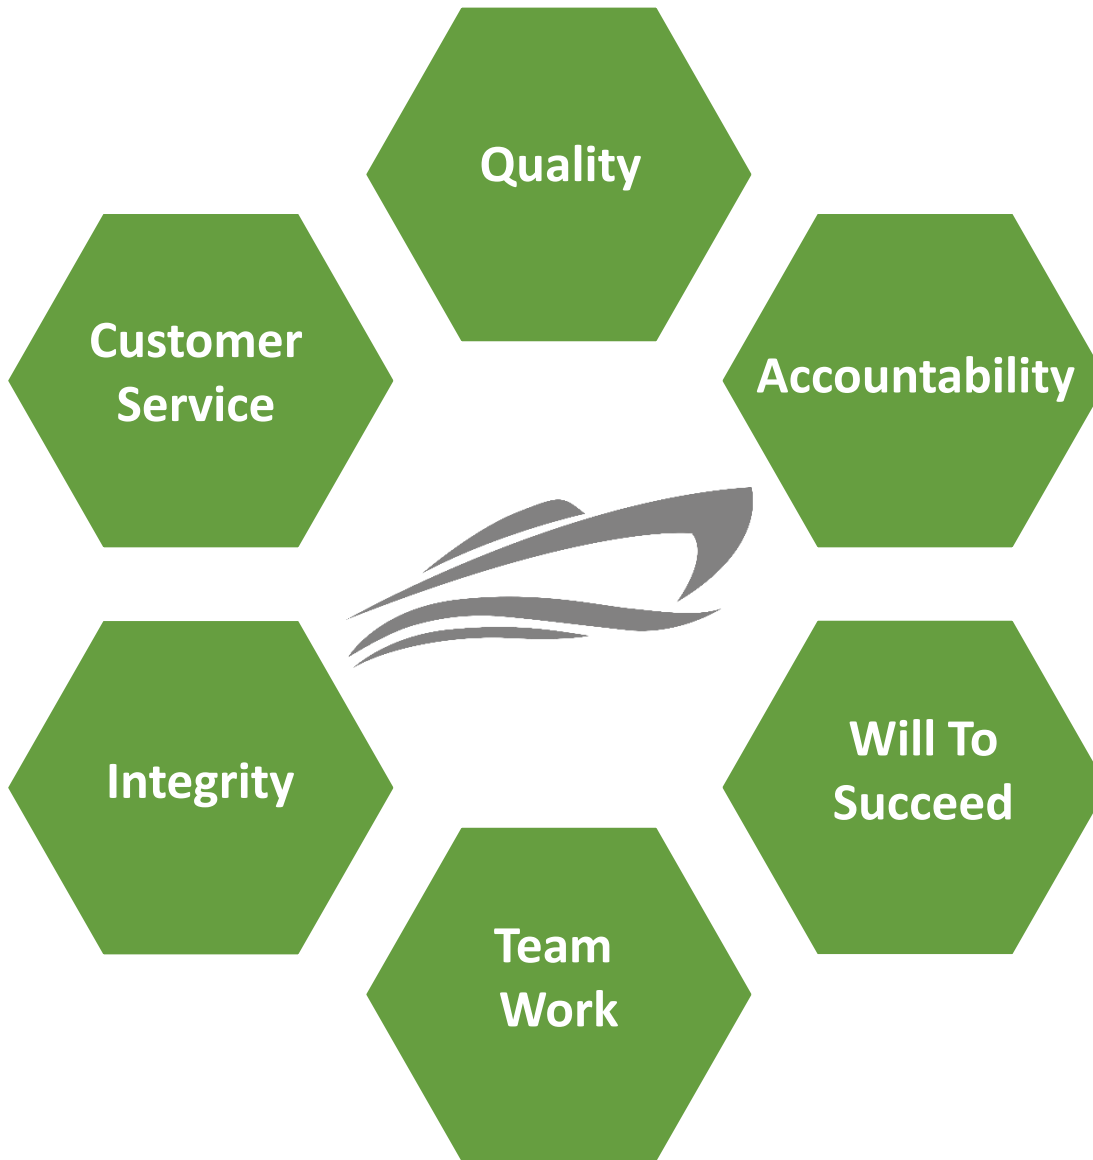 Quality
Customer
Service
Accountability
Integrity
Will To
Succeed
Team
Work